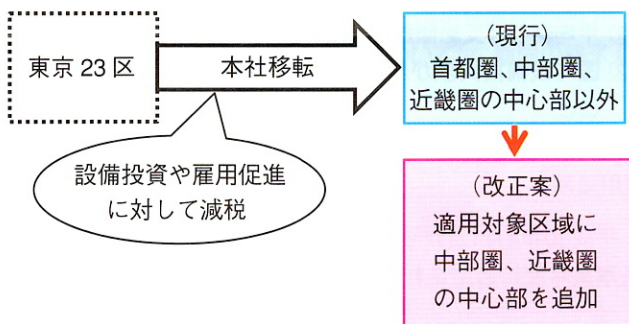 東京 23 区
本社移転
設備投資や雇用促進
に対して減税
(現行)
首都圏、中部圏、
近畿圏の中心部以外
(改正案)
適用対象区域に
中部圏、近畿圏
の中心部を追加